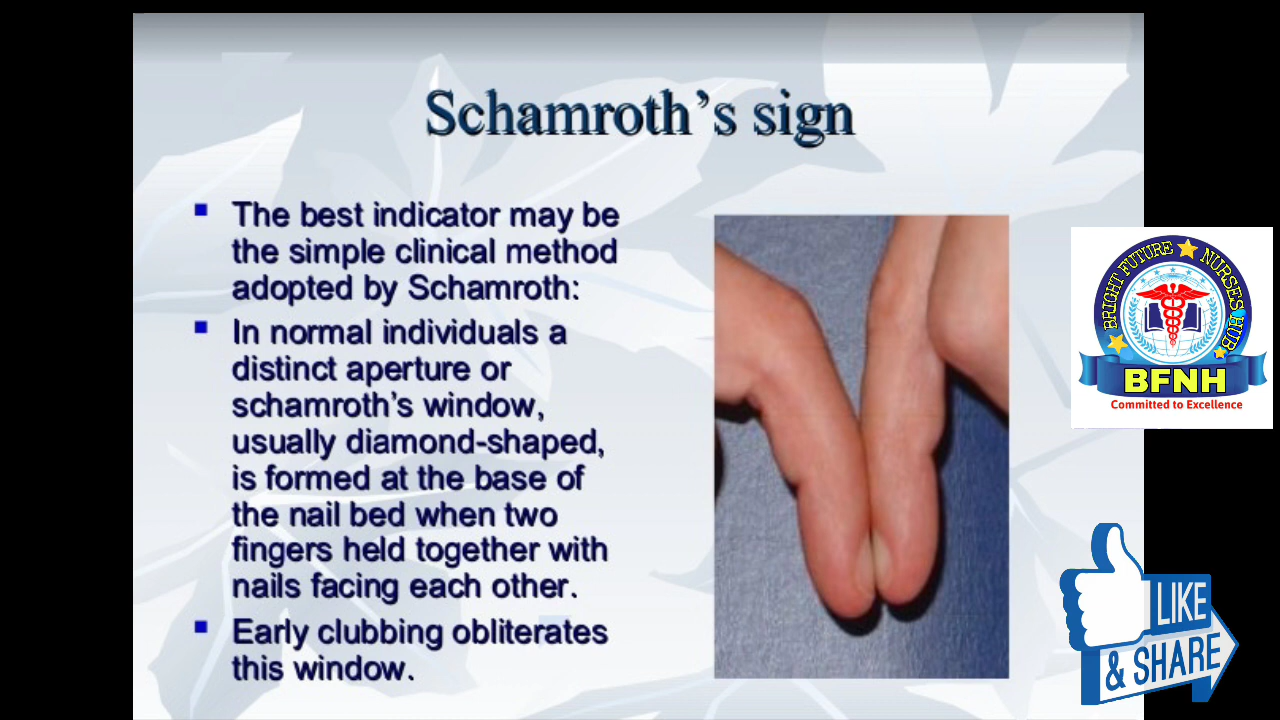 Schamroth's sign
The best indicator may be
the simple clinical method
adopted by Schamroth:
In normal individuals a
distinct aperture or
schamroth's window,
usually diamond-shaped,
is formed at the base of
the nail bed when two
fingers held together with
nails facing each other.
Early clubbing obliterates
this window.
BRIGHT FUTURE NURSES HUB
BFNH
Committed to Excellence
LIKE
& SHARE